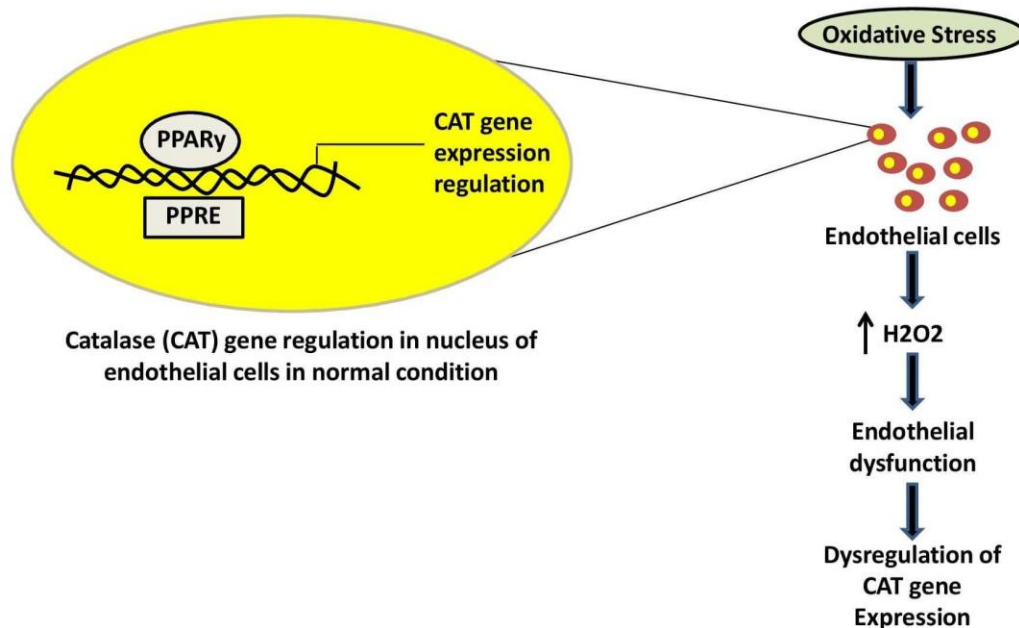 PPARγ
PPRE
CAT gene
expression
regulation
Catalase (CAT) gene regulation in nucleus of
endothelial cells in normal condition
Oxidative Stress
Endothelial cells
H2O2
Endothelial
dysfunction
Dysregulation of
CAT gene
Expression